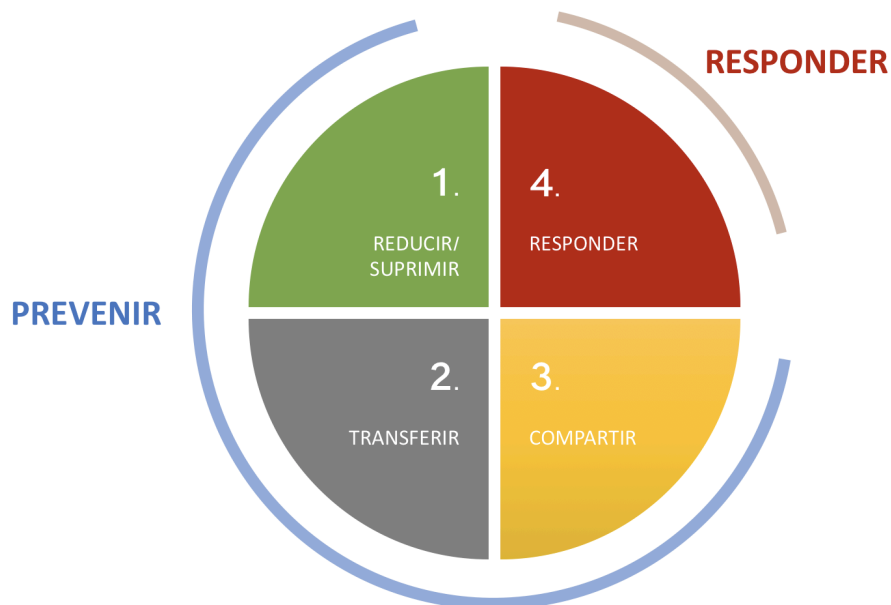 RESPONDER
1.
REDUCIR/
SUPRIMIR
4.
RESPONDER
PREVENIR
2.
TRANSFERIR
3.
COMPARTIR